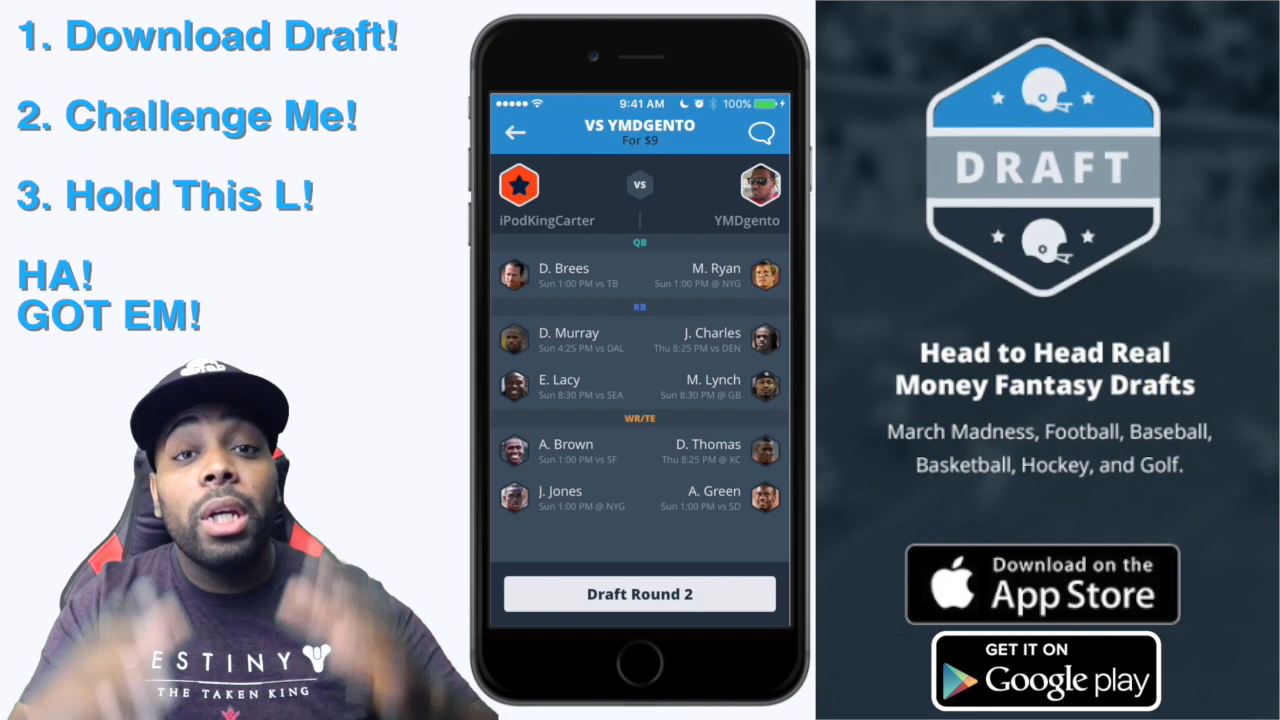 1. Download Draft!
2. Challenge Me!
3. Hold This L!
HA!
GOT EM!
ESTINY
THE TAKEN KING
9:41 AM 100%
VS YMDGENTO
For $9
VS
iPodKingCarter YMDgento
QB
D. Brees M. Ryan
Sun 1:00 PM vs TB Sun 1:00 PM @ NYG
RB
D. Murray J. Charles
Sun 4:25 PM vs DAL Thu 8:25 PM vs DEN
E. Lacy M. Lynch
Sun 8:30 PM vs SEA Sun 8:30 PM @ GB
WR/TE
A. Brown D. Thomas
Sun 1:00 PM vs SF Thu 8:25 PM @ KC
J. Jones A. Green
Sun 1:00 PM @ NYG Sun 1:00 PM vs SD
Draft Round 2
DRAFT
Head to Head Real
Money Fantasy Drafts
March Madness, Football, Baseball,
Basketball, Hockey, and Golf.
Download on the
App Store
GET IT ON
Google play